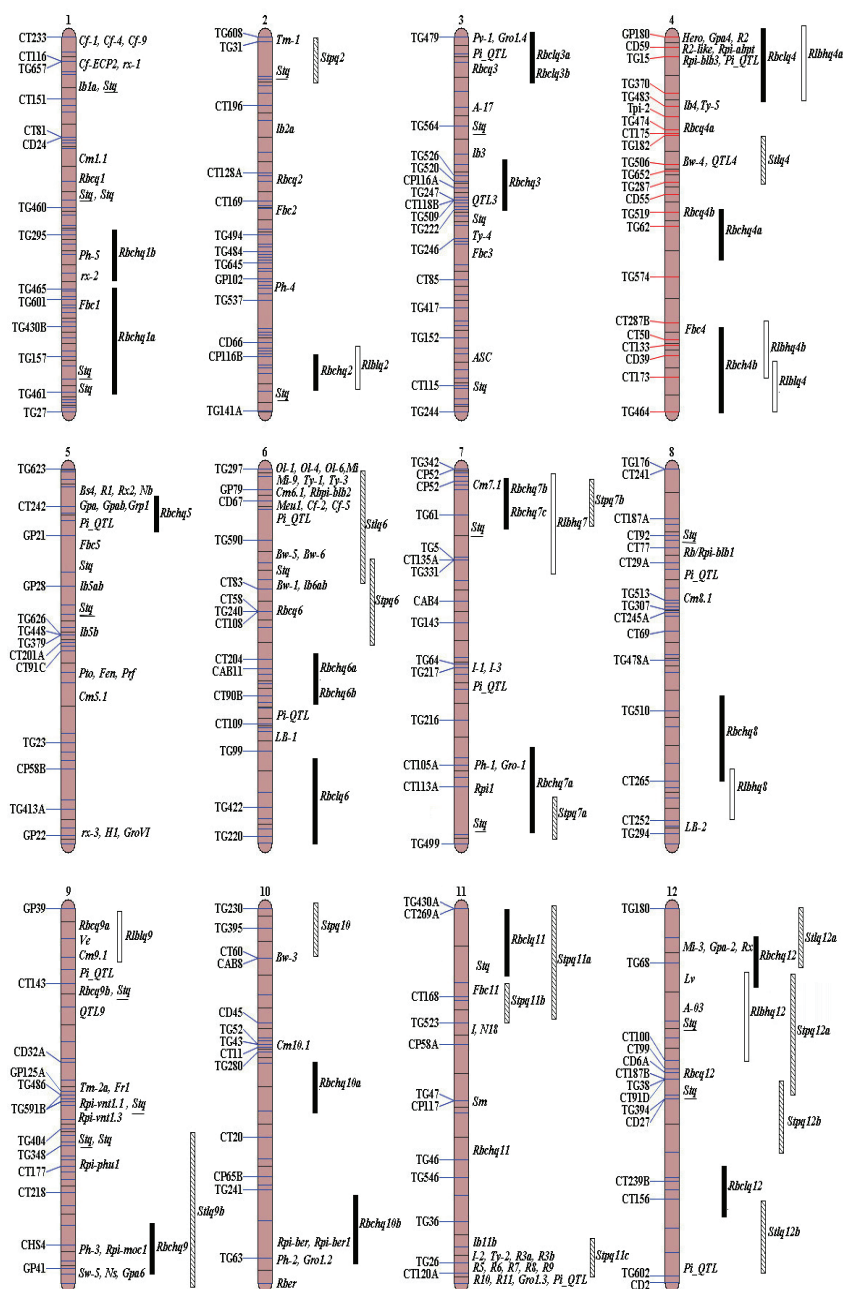 1
CT233
CT116
TG657
CT151
CT81
CD24
TG460
TG295
TG465
TG601
TG430B
TG157
TG461
TG27
Cf-1, Cf-4, Cf-9
Cf-ECP2, rx-1
Ib1a, Stq
Cm1.1
Rbcq1
Stq, Stq
Ph-5
rx-2
Fbc1
Stq
Stq
Rbchq1b
Rbchq1a
2
TG608
TG31
CT196
CT128A
CT169
TG494
TG484
TG645
GP102
TG537
CD66
CP116B
TG141A
Tm-1
Stq
Ib2a
Rbcq2
Fbc2
Ph-4
Stq
Stpq2
Rbchq2
Rlblq2
3
TG479
TG564
TG526
TG520
CP116A
TG247
CT118B
TG509
TG222
TG246
CT85
TG417
TG152
CT115
TG244
Py-1, Gro1.4
Pi_QTL
Rbcq3
A-17
Stq
Ib3
QTL3
Stq
Ty-4
Fbc3
ASC
Stq
Rbclq3a
Rbclq3b
Rbchq3
4
GP180
CD59
TG15
TG370
TG483
Tpi-2
TG474
CT175
TG182
TG506
TG652
TG287
CD55
TG519
TG62
TG574
CT287B
CT50
CT133
CD39
CT173
TG464
Hero, Gpa4, R2
R2-like, Rpi-abpt
Rpi-blb3, Pi_QTL
Ib4, Ty-5
Rbcq4a
Bw-4, QTL4
Rbcq4b
Fbc4
Rbclq4
Rlbhq4a
Stlq4
Rbchq4a
Rlbhq4b
Rbch4b
Rlblq4
5
TG623
CT242
GP21
GP28
TG626
TG448
TG379
CT201A
CT91C
TG23
CP58B
TG413A
GP22
Bs4, R1, Rx2, Nb
Gpa, Gpab, Grp1
Pi_QTL
Fbc5
Stq
Ib5ab
Stq
Ib5b
Pto, Fen, Prf
Cm5.1
rx-3, H1, GroVI
Rbchq5
6
TG297
GP79
CD67
TG590
CT83
CT58
TG240
CT108
CT204
CAB11
CT90B
CT109
TG99
TG422
TG220
Ol-1, Ol-4, Ol-6, Mi
Mi-9, Ty-1, Ty-3
Cm6.1, Rbpi-blb2
Meu1, Cf-2, Cf-5
Pi_QTL
Bw-5, Bw-6
Stq
Bw-1, Ib6ab
Rbcq6
Pi-QTL
LB-1
Stlq6
Stpq6
Rbchq6a
Rbchq6b
Rbclq6
7
TG342
CP52
CP52
TG61
TG5
CT135A
TG331
CAB4
TG143
TG64
TG217
TG216
CT105A
CT113A
TG499
Cm7.1
Stq
I-1, I-3
Pi_QTL
Ph-1, Gro-1
Rpi1
Stq
Rbchq7b
Rbchq7c
Rlbhq7
Stpq7b
Rbchq7a
Stpq7a
8
TG176
CT241
CT187A
CT92
CT77
CT29A
TG513
TG307
CT245A
CT69
TG478A
TG510
CT265
CT252
TG294
Stq
Rb/Rpi-blb1
Pi_QTL
Cm8.1
LB-2
Rbchq8
Rlbhq8
9
GP39
CT143
CD32A
GP125A
TG486
TG591B
TG404
TG348
CT177
CT218
CHS4
GP41
Rbcq9a
Ve
Cm9.1
Pi_QTL
Rbcq9b, Stq
QTL9
Tm-2a, Fr1
Rpi-vnt1.1, Stq
Rpi-vnt1.3
Stq, Stq
Rpi-phu1
Ph-3, Rpi-moc1
Sw-5, Ns, Gpa6
Rlblq9
Rbchq9
Stlq9b
10
TG230
TG395
CT60
CAB8
CD45
TG52
TG43
CT11
TG280
CT20
CP65B
TG241
TG63
Bw-3
Cm10.1
Rpi-ber, Rpi-ber1
Ph-2, Gro1.2
Rber
Stpq10
Rbchq10a
Rbchq10b
11
TG430A
CT269A
CT168
TG523
CP58A
TG47
CP117
TG46
TG546
TG36
TG26
CT120A
Stq
Fbc11
I, N18
Sm
Rbchq11
Ib11b
I-2, Ty-2, R3a, R3b
R5, R6, R7, R8, R9
R10, R11, Gro1.3, Pi_QTL
Rbclq11
Stpq11a
Stpq11b
Stpq11c
12
TG180
TG68
CT100
CT99
CD6A
CT187B
TG38
CT91D
TG394
CD27
CT239B
CT156
TG602
CD2
Mi-3, Gpa-2, Rx
Lv
A-03
Stq
Rbcq12
Stq
Pi_QTL
Rbchq12
Stlq12a
Rlbhq12
Stpq12a
Stpq12b
Rbclq12
Stlq12b